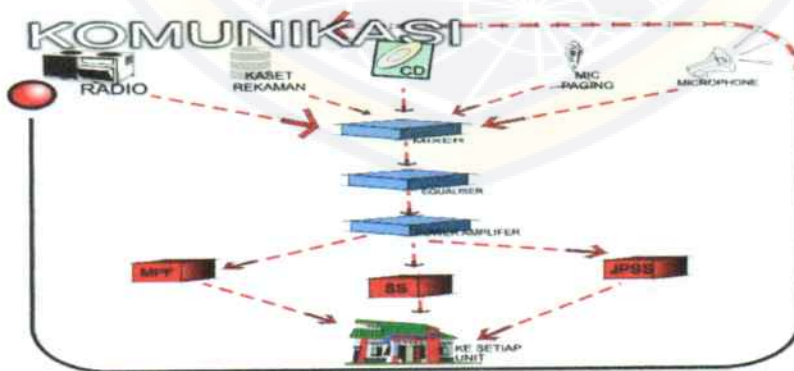 KOMUNIKASI
RADIO
KASET
REKAMAN
CD
MIC
PAGING
MICROPHONE
MIXER
EQUALISER
POWER AMPLIFER
MPF
SS
JPSS
KE SETIAP
UNIT